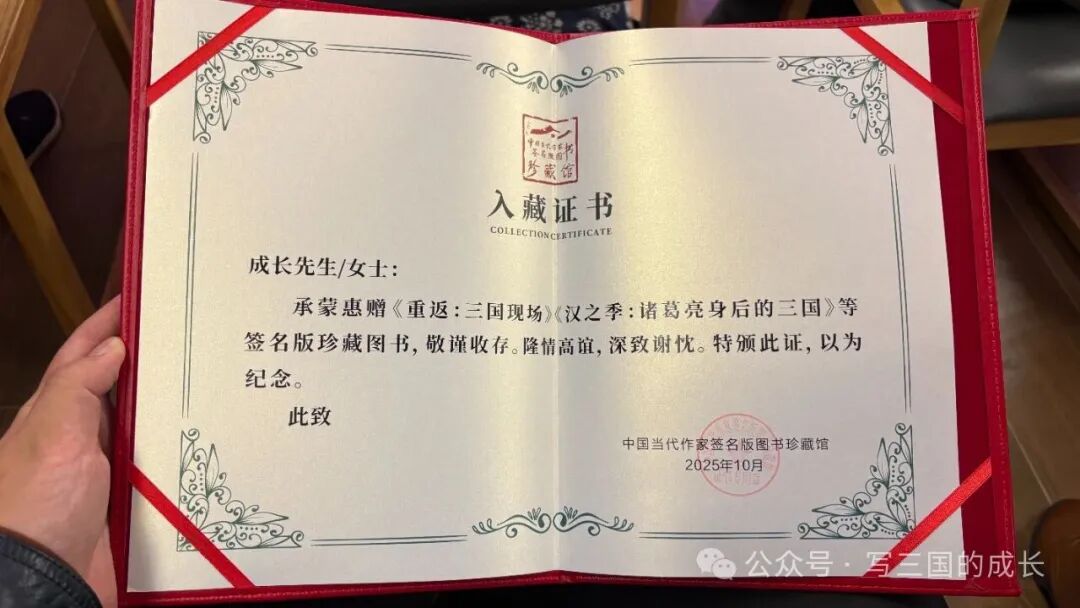 中国当代作家
签名版图书
珍藏馆
入藏证书
COLLECTION CERTIFICATE
成长先生/女士：
承蒙惠赠《重返：三国现场》《汉之季：诸葛亮身后的三国》等
签名版珍藏图书，敬谨收存。隆情高谊，深致谢忱。特颁此证，以为
纪念。
此致
中国当代作家签名版图书珍藏馆
2025年10月
公众号·写三国的成长